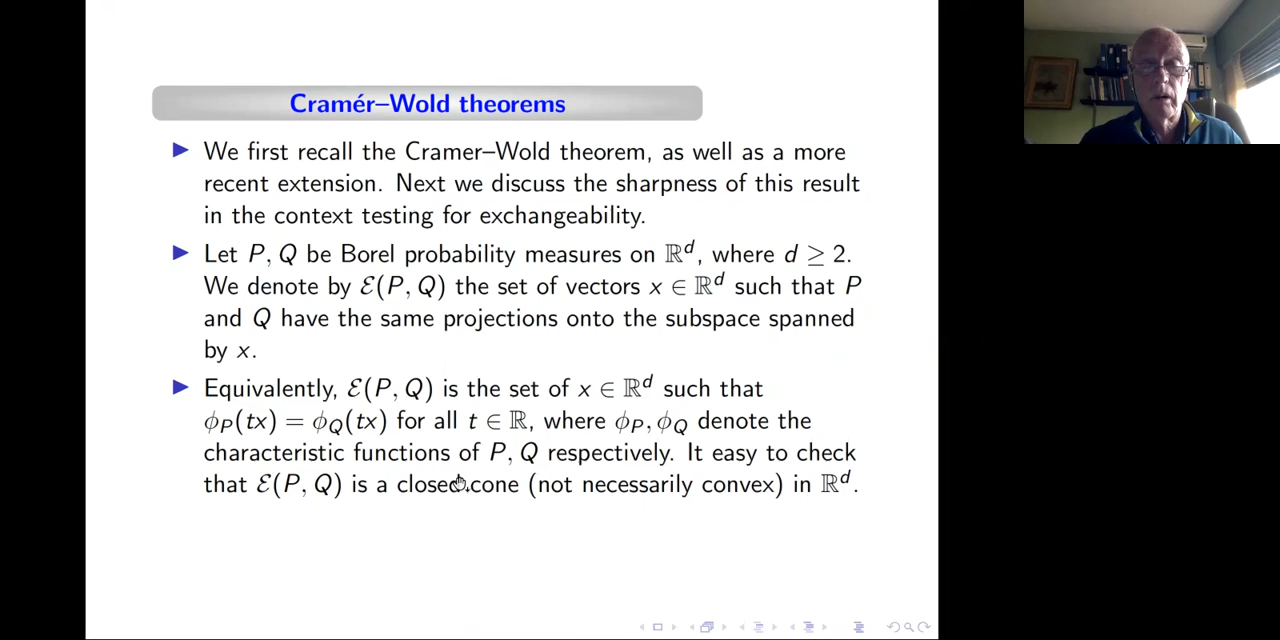 Cramér–Wold theorems
We first recall the Cramer–Wold theorem, as well as a more
recent extension. Next we discuss the sharpness of this result
in the context testing for exchangeability.
Let P, Q be Borel probability measures on ℝᵈ, where d ≥ 2.
We denote by ℰ(P, Q) the set of vectors x ∈ ℝᵈ such that P
and Q have the same projections onto the subspace spanned
by x.
Equivalently, ℰ(P, Q) is the set of x ∈ ℝᵈ such that
ϕ_P(tx) = ϕ_Q(tx) for all t ∈ ℝ, where ϕ_P, ϕ_Q denote the
characteristic functions of P, Q respectively. It easy to check
that ℰ(P, Q) is a closed cone (not necessarily convex) in ℝᵈ.